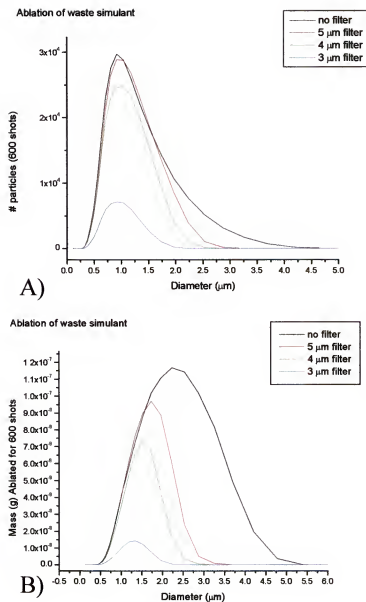 Ablation of waste simulant
no filter
5 µm filter
4 µm filter
3 µm filter
3x10⁴
2x10⁴
1x10⁴
0
# particles (600 shots)
0.0 0.5 1.0 1.5 2.0 2.5 3.0 3.5 4.0 4.5 5.0
Diameter (µm)
A)
Ablation of waste simulant
no filter
5 µm filter
4 µm filter
3 µm filter
1.2x10⁻⁷
1.1x10⁻⁷
1.0x10⁻⁷
9.0x10⁻⁸
8.0x10⁻⁸
7.0x10⁻⁸
6.0x10⁻⁸
5.0x10⁻⁸
4.0x10⁻⁸
3.0x10⁻⁸
2.0x10⁻⁸
1.0x10⁻⁸
0.0
Mass (g) Ablated for 600 shots
-0.5 0.0 0.5 1.0 1.5 2.0 2.5 3.0 3.5 4.0 4.5 5.0 5.5 6.0
Diameter (µm)
B)